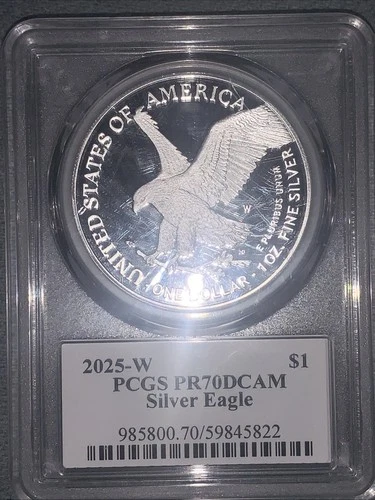 UNITED STATES OF AMERICA
W
E PLURIBUS UNUM
1 OZ. FINE SILVER
ONE DOLLAR
2025-W $1
PCGS PR70DCAM
Silver Eagle
985800.70/59845822